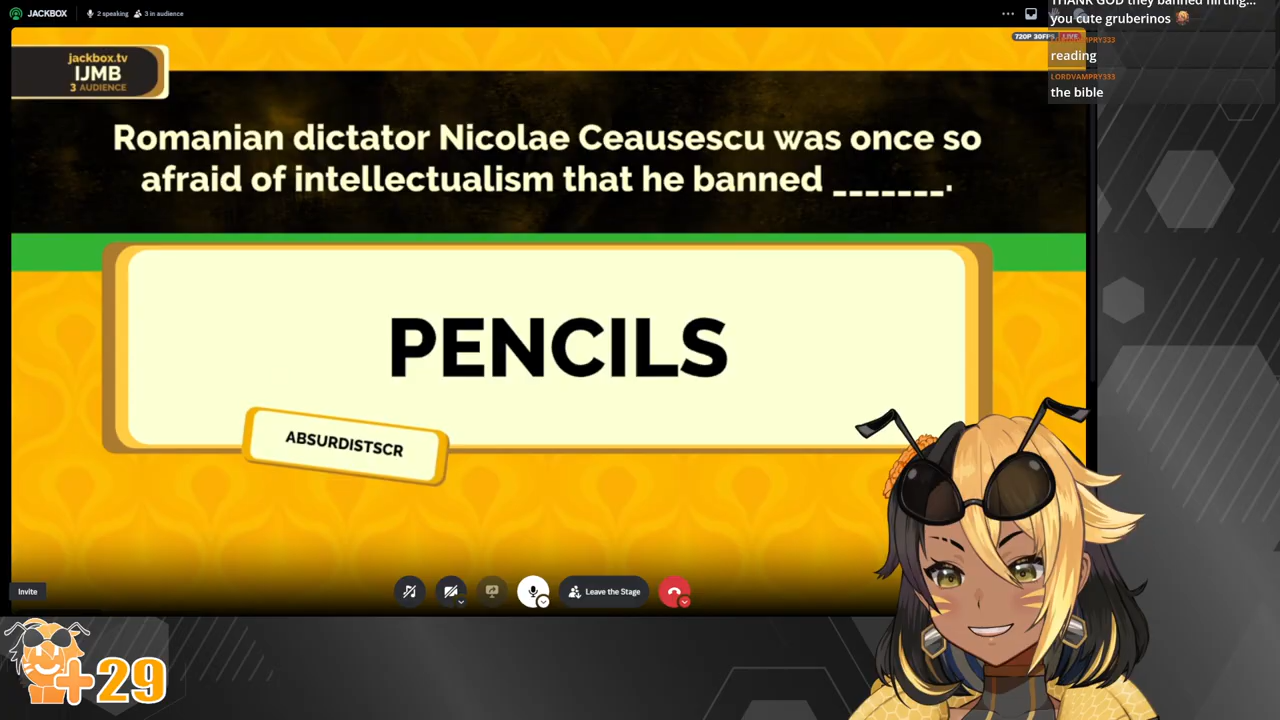 JACKBOX
2 speaking
3 in audience
THANK GOD they banned flirting...
you cute gruberinos
720P 30FPS
LIVE
reading
LORDVAMPRY333
the bible
jackbox.tv
IJMB
3 AUDIENCE
Romanian dictator Nicolae Ceausescu was once so
afraid of intellectualism that he banned _______.
PENCILS
ABSURDISTSCR
Invite
Leave the Stage
+29